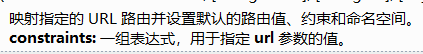 映射指定的 URL 路由并设置默认的路由值、约束和命名空间。
constraints: 一组表达式，用于指定 url 参数的值。